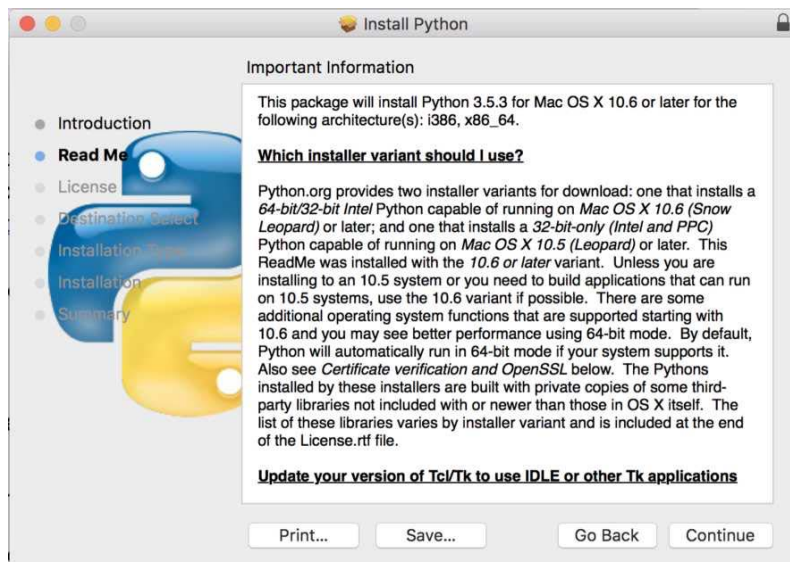 Install Python
Important Information
Introduction
Read Me
License
Destination Select
Installation Type
Installation
Summary
This package will install Python 3.5.3 for Mac OS X 10.6 or later for the
following architecture(s): i386, x86_64.
Which installer variant should I use?
Python.org provides two installer variants for download: one that installs a
64-bit/32-bit Intel Python capable of running on Mac OS X 10.6 (Snow
Leopard) or later; and one that installs a 32-bit-only (Intel and PPC)
Python capable of running on Mac OS X 10.5 (Leopard) or later. This
ReadMe was installed with the 10.6 or later variant. Unless you are
installing to an 10.5 system or you need to build applications that can run
on 10.5 systems, use the 10.6 variant if possible. There are some
additional operating system functions that are supported starting with
10.6 and you may see better performance using 64-bit mode. By default,
Python will automatically run in 64-bit mode if your system supports it.
Also see Certificate verification and OpenSSL below. The Pythons
installed by these installers are built with private copies of some third-
party libraries not included with or newer than those in OS X itself. The
list of these libraries varies by installer variant and is included at the end
of the License.rtf file.
Update your version of Tcl/Tk to use IDLE or other Tk applications
Print...
Save...
Go Back
Continue